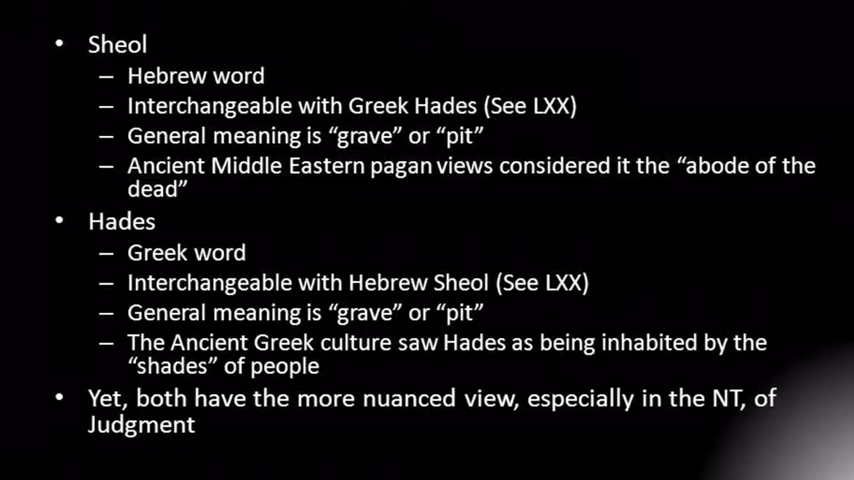 • Sheol
– Hebrew word
– Interchangeable with Greek Hades (See LXX)
– General meaning is “grave” or “pit”
– Ancient Middle Eastern pagan views considered it the “abode of the
dead”
• Hades
– Greek word
– Interchangeable with Hebrew Sheol (See LXX)
– General meaning is “grave” or “pit”
– The Ancient Greek culture saw Hades as being inhabited by the
“shades” of people
• Yet, both have the more nuanced view, especially in the NT, of
Judgment